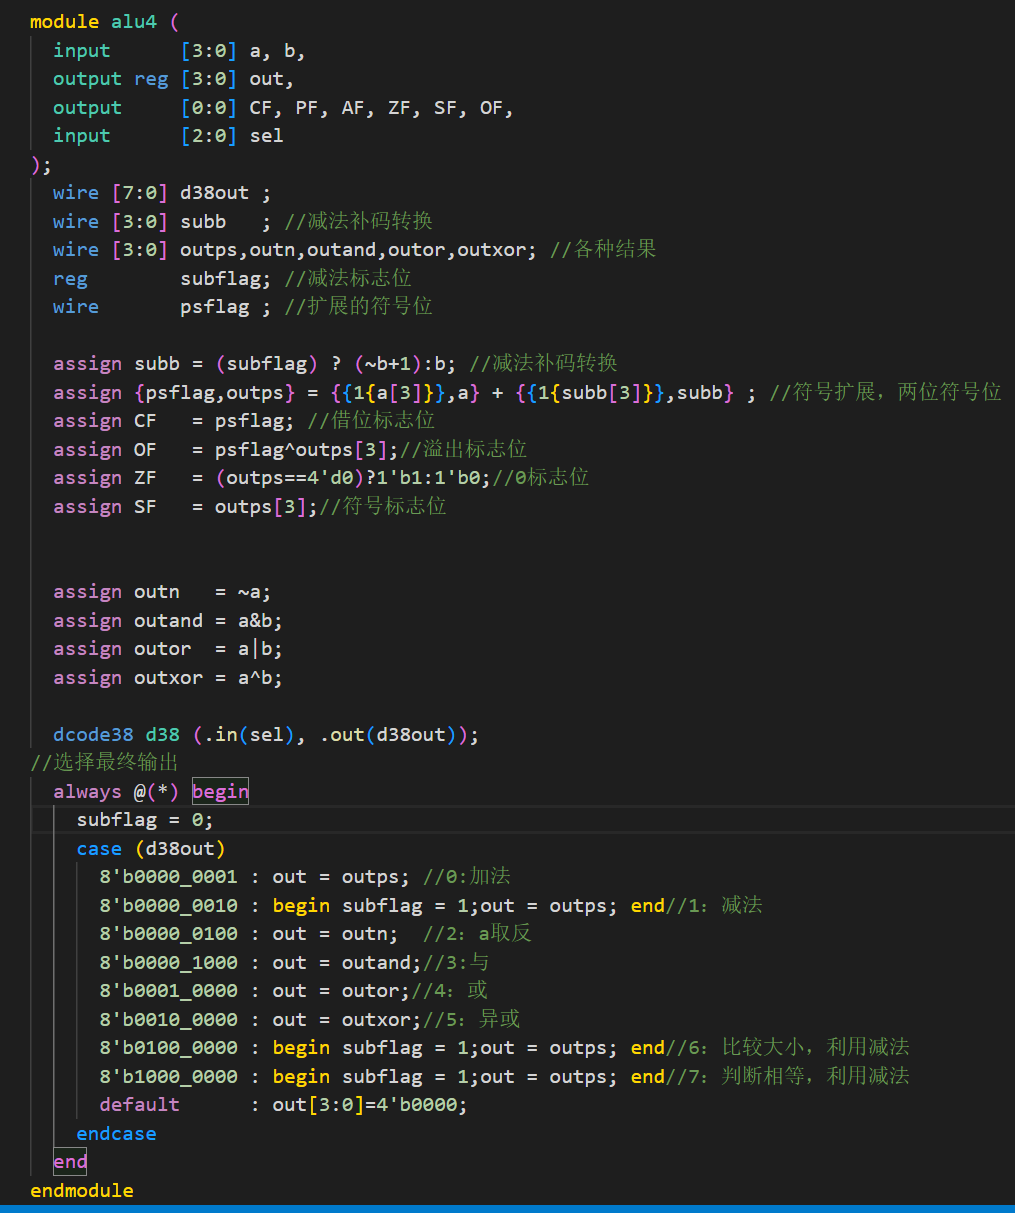 module alu4 (
  input      [3:0] a, b,
  output reg [3:0] out,
  output     [0:0] CF, PF, AF, ZF, SF, OF,
  input      [2:0] sel
);
  wire [7:0] d38out ;
  wire [3:0] subb   ; //减法补码转换
  wire [3:0] outps,outn,outand,outor,outxor; //各种结果
  reg        subflag; //减法标志位
  wire       psflag ; //扩展的符号位
  assign subb = (subflag) ? (~b+1):b; //减法补码转换
  assign {psflag,outps} = {{1{a[3]}},a} + {{1{subb[3]}},subb} ; //符号扩展，两位符号位
  assign CF   = psflag; //借位标志位
  assign OF   = psflag^outps[3];//溢出标志位
  assign ZF   = (outps==4'd0)?1'b1:1'b0;//0标志位
  assign SF   = outps[3];//符号标志位
  assign outn   = ~a;
  assign outand = a&b;
  assign outor  = a|b;
  assign outxor = a^b;
  dcode38 d38 (.in(sel), .out(d38out));
//选择最终输出
  always @(*) begin
    subflag = 0;
    case (d38out)
      8'b0000_0001 : out = outps; //0:加法
      8'b0000_0010 : begin subflag = 1;out = outps; end//1：减法
      8'b0000_0100 : out = outn;  //2：a取反
      8'b0000_1000 : out = outand;//3:与
      8'b0001_0000 : out = outor;//4：或
      8'b0010_0000 : out = outxor;//5：异或
      8'b0100_0000 : begin subflag = 1;out = outps; end//6：比较大小，利用减法
      8'b1000_0000 : begin subflag = 1;out = outps; end//7：判断相等，利用减法
      default      : out[3:0]=4'b0000;
    endcase
  end
endmodule